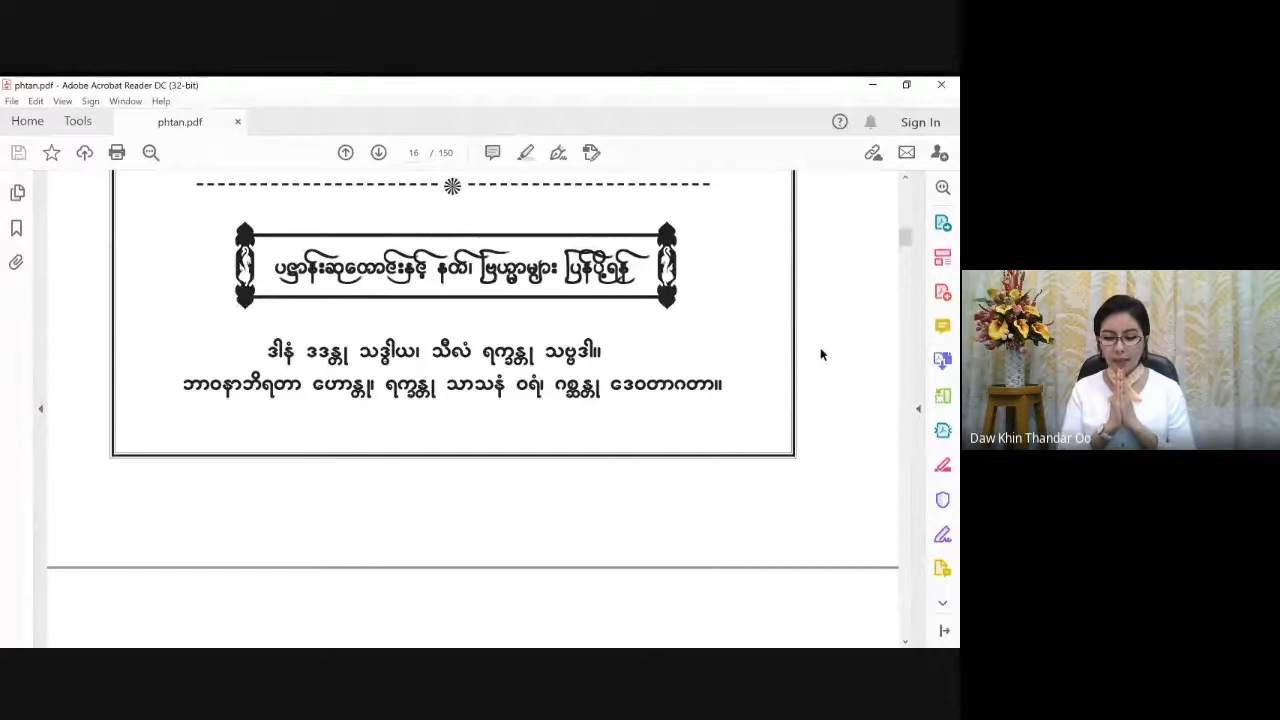 phtan.pdf - Adobe Acrobat Reader DC (32-bit)
File Edit View Sign Window Help
Home Tools phtan.pdf × Sign In
16 / 150
ပဋ္ဌာန်းဆုတောင်းနှင့် နတ်၊ ဗြဟ္မာများ ပြန်ပို့ရန်
ဒါနံ ဒဒန္တု သဒ္ဓါယ၊ သီလံ ရက္ခန္တု သဗ္ဗဒါ။
ဘာဝနာဘိရတာ ဟောန္တု၊ ရက္ခန္တု သာသနံ ဝရံ၊ ဂစ္ဆန္တု ဒေဝတာဂတာ။
Daw Khin Thandar Oo